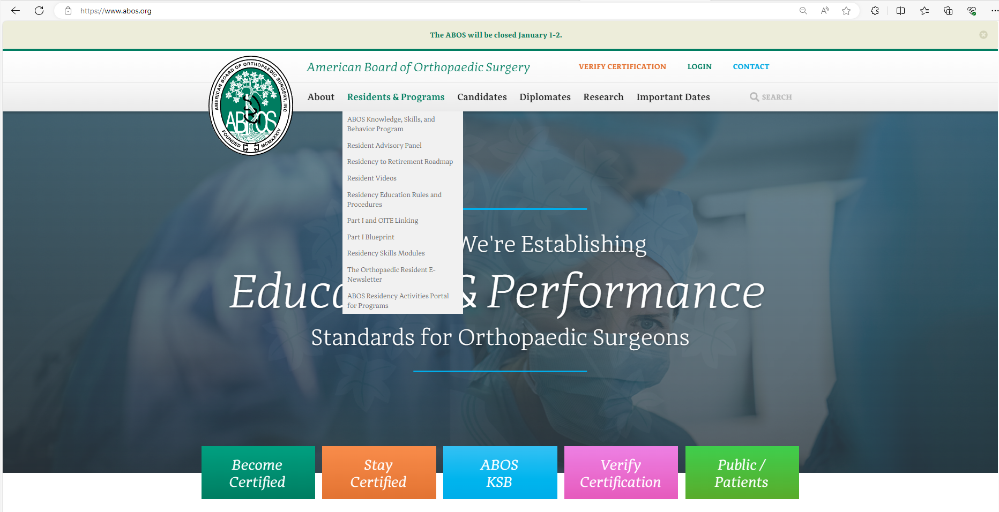 https://www.abos.org
The ABOS will be closed January 1-2.
American Board of Orthopaedic Surgery
VERIFY CERTIFICATION
LOGIN
CONTACT
AMERICAN BOARD OF ORTHOPAEDIC SURGERY, INC
ABOS
FOUNDED MCMXXXIV
About
Residents & Programs
Candidates
Diplomates
Research
Important Dates
SEARCH
ABOS Knowledge, Skills, and
Behavior Program
Resident Advisory Panel
Residency to Retirement Roadmap
Resident Videos
Residency Education Rules and
Procedures
Part I and OITE Linking
Part I Blueprint
Residency Skills Modules
The Orthopaedic Resident E-
Newsletter
ABOS Residency Activities Portal
for Programs
We're Establishing
& Performance
Standards for Orthopaedic Surgeons
Become
Certified
Stay
Certified
ABOS
KSB
Verify
Certification
Public /
Patients